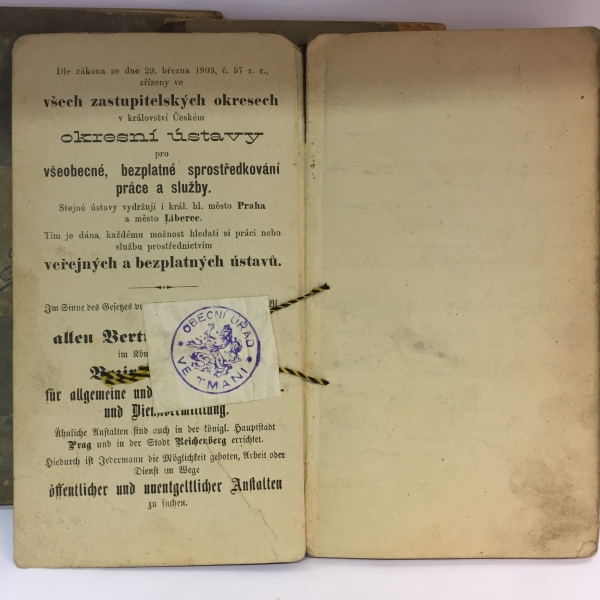 Dle zákona ze dne 29. března 1903, č. 57 z. z.,
zřízeny ve
všech zastupitelských okresech
v království Českém
okresní ústavy
pro
všeobecné, bezplatné sprostředkování
práce a služby.
Stejné ústavy vydržují i král. hl. město Praha
a město Liberec.
Tím je dána každému možnost hledati si práci nebo
službu prostřednictvím
veřejných a bezplatných ústavů.
Im Sinne des Gesetzes
allen
im
für allgemeine und
und Dienstvermittlung.
Ähnliche Anstalten sind auch in der königl. Hauptstadt
Prag und in der Stadt Reichenberg errichtet.
Hiedurch ist Jedermann die Möglichkeit geboten, Arbeit oder
Dienst im Wege
öffentlicher und unentgeltlicher Anstalten
zu suchen.
OBECNÍ ÚŘAD
VE TMANI